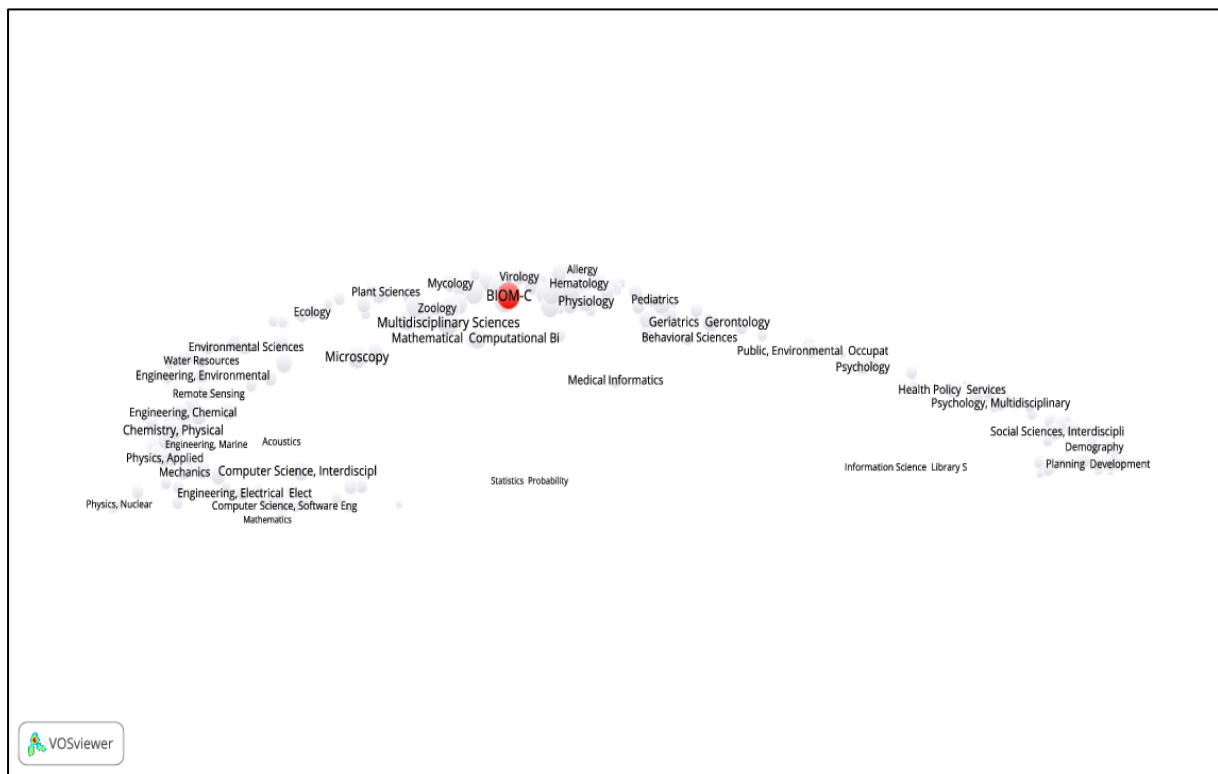 Allergy
Virology
Mycology
Hematology
Plant Sciences
BIOM-C
Physiology
Pediatrics
Zoology
Ecology
Multidisciplinary Sciences
Geriatrics Gerontology
Mathematical Computational Bi
Behavioral Sciences
Environmental Sciences
Public, Environmental Occupat
Microscopy
Water Resources
Psychology
Engineering, Environmental
Medical Informatics
Remote Sensing
Health Policy Services
Psychology, Multidisciplinary
Engineering, Chemical
Chemistry, Physical
Social Sciences, Interdiscipli
Engineering, Marine
Acoustics
Demography
Physics, Applied
Planning Development
Mechanics
Computer Science, Interdiscipl
Information Science Library S
Statistics Probability
Engineering, Electrical Elect
Physics, Nuclear
Computer Science, Software Eng
Mathematics
VOSviewer